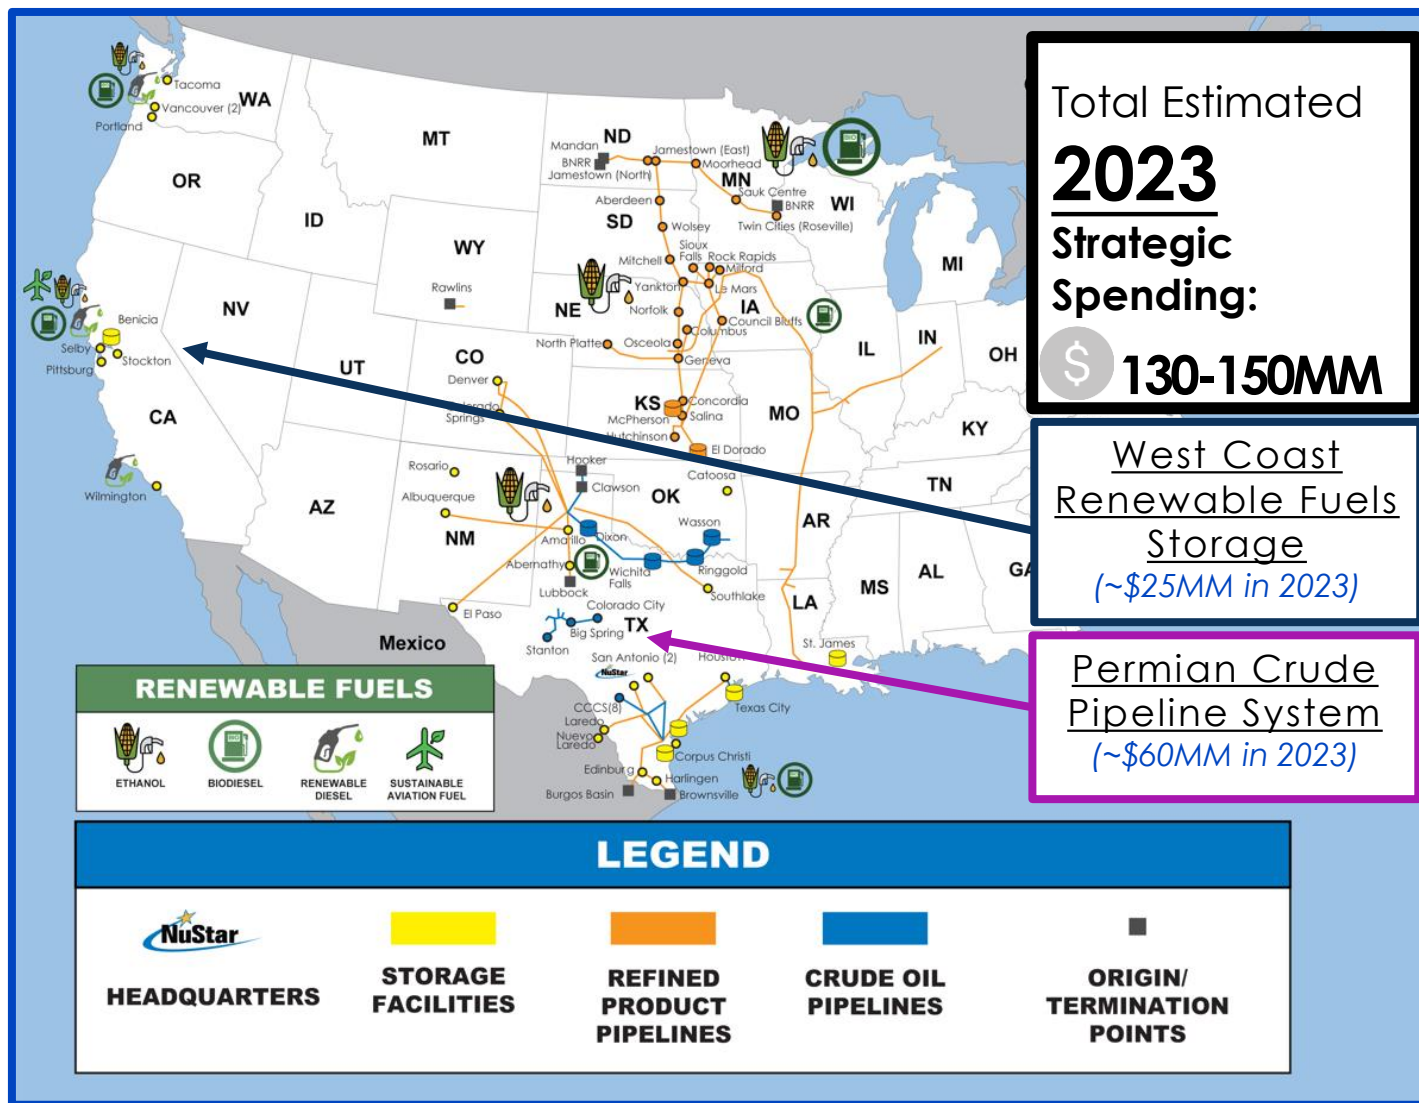 Total Estimated
2023
Strategic
Spending:
$ 130-150MM
West Coast
Renewable Fuels
Storage
(~$25MM in 2023)
Permian Crude
Pipeline System
(~$60MM in 2023)
Tacoma
WA
Vancouver (2)
Portland
MT
ND
Mandan
BNRR
Jamestown (North)
Jamestown (East)
Moorhead
MN
Sauk Centre
BNRR
WI
Twin Cities (Roseville)
OR
ID
Aberdeen
SD
Wolsey
WY
Sioux
Falls
Rock Rapids
Mitchell
Milford
MI
Rawlins
Yankton
Le Mars
NV
NE
IA
Norfolk
Council Bluffs
Columbus
Benicia
Selby
Stockton
Pittsburg
North Platte
Osceola
Geneva
IL
IN
OH
UT
CO
Denver
Colorado
Springs
KS
Concordia
McPherson
Salina
Hutchinson
El Dorado
MO
KY
CA
Wilmington
Rosario
Albuquerque
Hooker
Clawson
OK
Catoosa
TN
AZ
NM
Amarillo
Dixon
Wasson
AR
Abernathy
Wichita
Falls
Ringgold
Lubbock
Southlake
MS
AL
GA
LA
El Paso
Colorado City
Big Spring
TX
Stanton
St. James
Mexico
San Antonio (2)
Houston
NuStar
Texas City
CCCS(8)
Laredo
Nuevo
Laredo
Corpus Christi
Edinburg
Harlingen
Burgos Basin
Brownsville
RENEWABLE FUELS
BIO
G
ETHANOL
BIODIESEL
RENEWABLE
DIESEL
SUSTAINABLE
AVIATION FUEL
LEGEND
NuStar
HEADQUARTERS
STORAGE
FACILITIES
REFINED
PRODUCT
PIPELINES
CRUDE OIL
PIPELINES
ORIGIN/
TERMINATION
POINTS